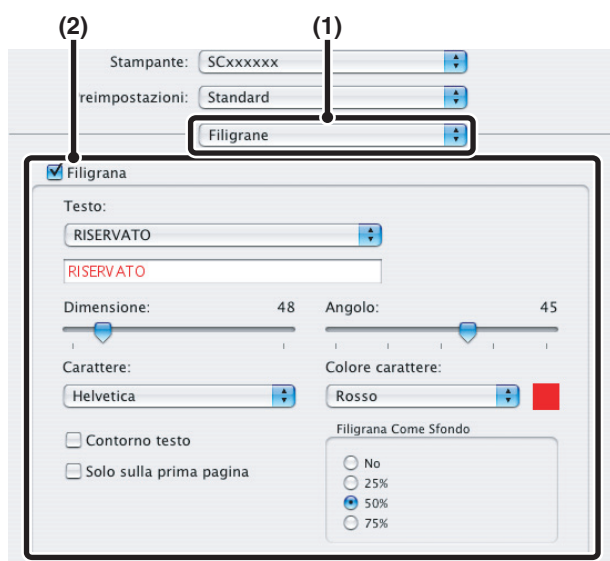 (2) (1)
Stampante: SCxxxxxx
reimpostazioni: Standard
Filigrane
Filigrana
Testo:
RISERVATO
RISERVATO
Dimensione: 48 Angolo: 45
Carattere: Colore carattere:
Helvetica Rosso
Contorno testo
Solo sulla prima pagina
Filigrana Come Sfondo
No
25%
50%
75%